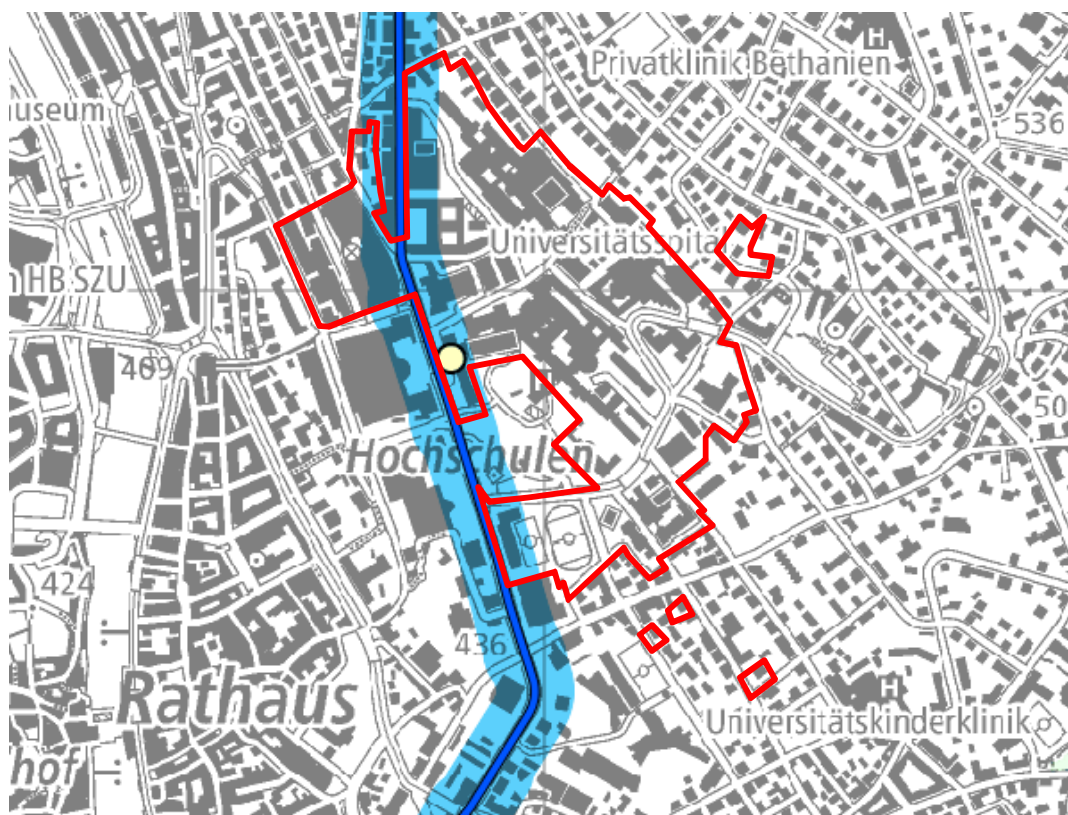 H
Privatklinik Bethanien
useum
536
Universitätsspital
HB SZU
409
50
Hochschulen
424
436
Rathaus
H
Universitätskinderklinik
hof